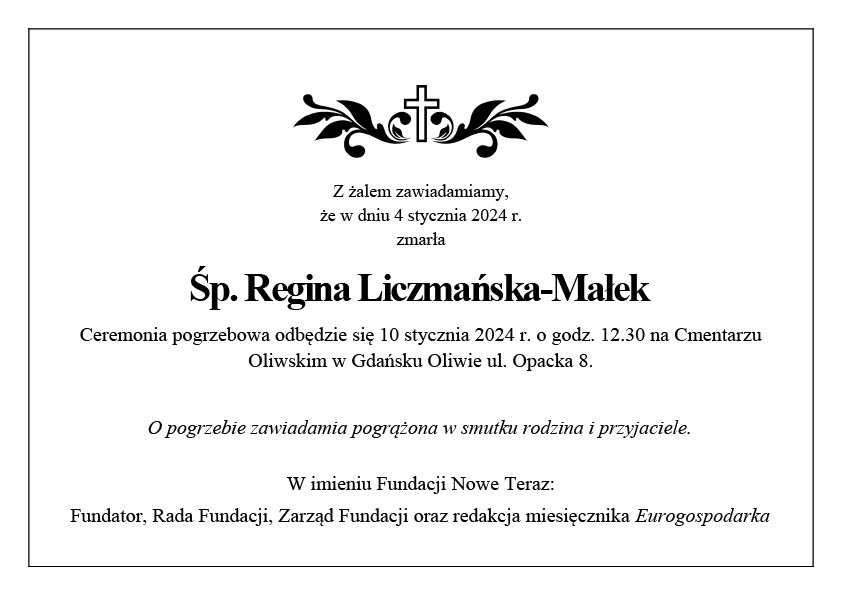 Z żalem zawiadamiamy,
że w dniu 4 stycznia 2024 r.
zmarła
Śp. Regina Liczmańska-Małek
Ceremonia pogrzebowa odbędzie się 10 stycznia 2024 r. o godz. 12.30 na Cmentarzu
Oliwskim w Gdańsku Oliwie ul. Opacka 8.
O pogrzebie zawiadamia pogrążona w smutku rodzina i przyjaciele.
W imieniu Fundacji Nowe Teraz:
Fundator, Rada Fundacji, Zarząd Fundacji oraz redakcja miesięcznika Eurogospodarka